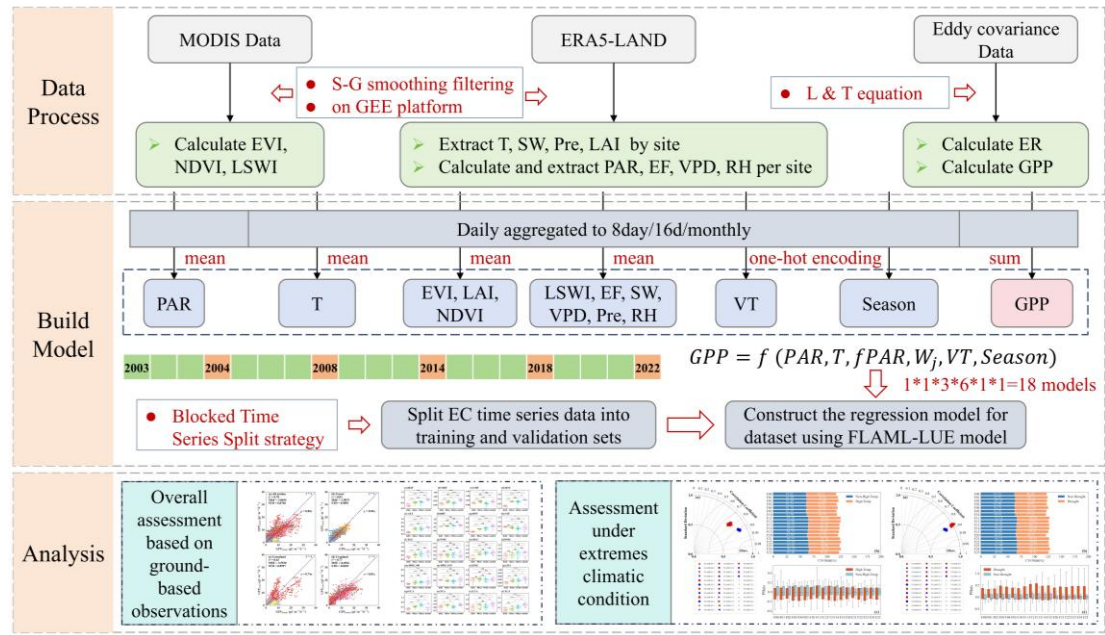 Data
Process
MODIS Data
ERA5-LAND
Eddy covariance
Data
S-G smoothing filtering
on GEE platform
L & T equation
Calculate EVI,
NDVI, LSWI
Extract T, SW, Pre, LAI by site
Calculate and extract PAR, EF, VPD, RH per site
Calculate ER
Calculate GPP
Build
Model
Daily aggregated to 8day/16d/monthly
mean
mean
mean
mean
one-hot encoding
sum
PAR
T
EVI, LAI,
NDVI
LSWI, EF, SW,
VPD, Pre, RH
VT
Season
GPP
2003
2004
2008
2014
2018
2022
GPP = f (PAR, T, fPAR, Wj, VT, Season)
1*1*3*6*1*1=18 models
Blocked Time
Series Split strategy
Split EC time series data into
training and validation sets
Construct the regression model for
dataset using FLAML-LUE model
Analysis
Overall
assessment
based on
ground-
based
observations
Assessment
under
extremes
climatic
condition